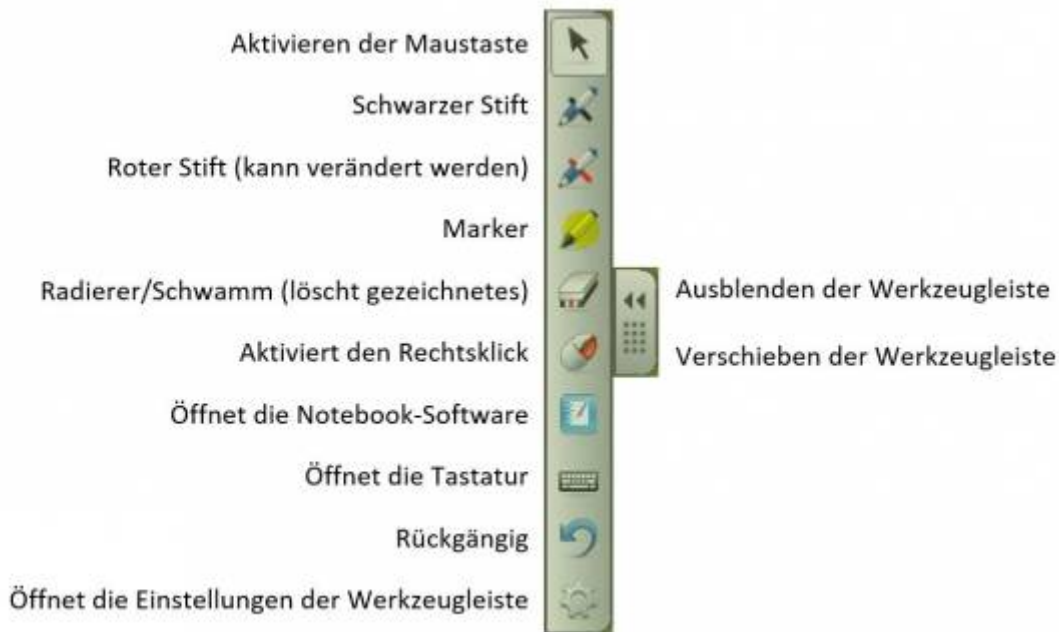 Aktivieren der Maustaste
Schwarzer Stift
Roter Stift (kann verändert werden)
Marker
Radierer/Schwamm (löscht gezeichnetes)
Ausblenden der Werkzeugleiste
Aktiviert den Rechtsklick
Verschieben der Werkzeugleiste
Öffnet die Notebook-Software
Öffnet die Tastatur
Rückgängig
Öffnet die Einstellungen der Werkzeugleiste